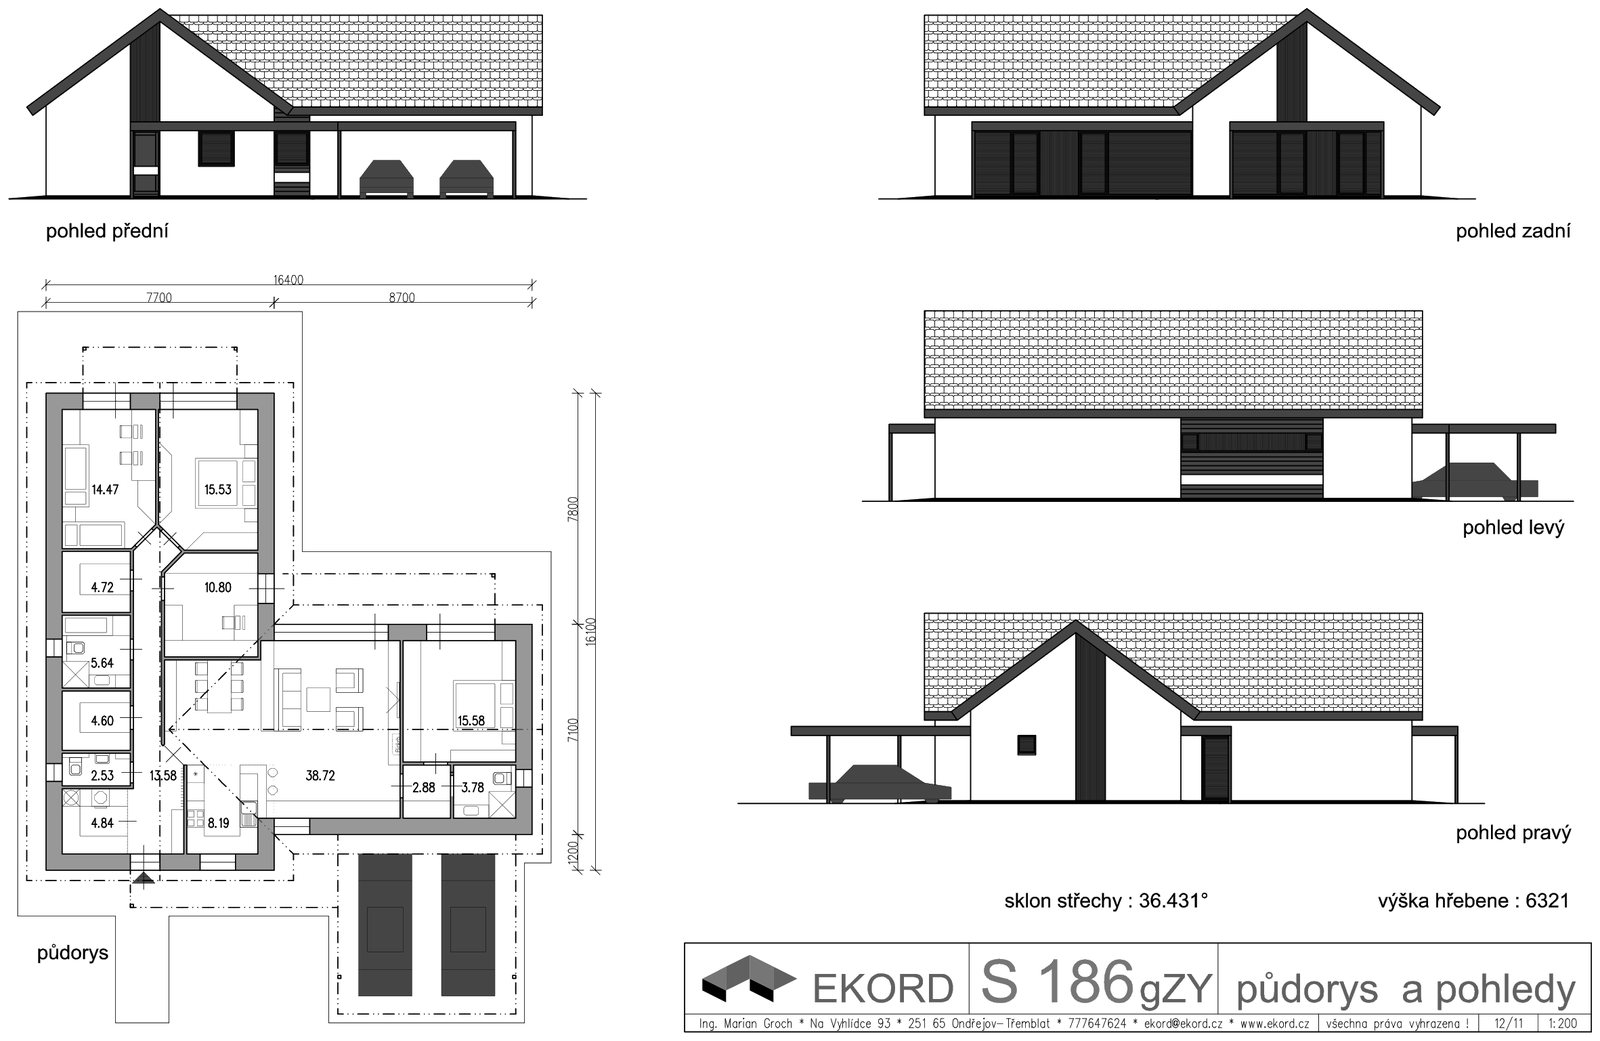 pohled přední
pohled zadní
16400
7700
8700
14.47
15.53
7800
pohled levý
4.72
10.80
16100
5.64
4.60
15.58
7100
2.53
13.58
38.72
2.88
3.78
4.84
8.19
pohled pravý
1200
sklon střechy : 36.431°
výška hřebene : 6321
půdorys
EKORD
S 186gZY
půdorys a pohledy
Ing. Marian Groch * Na Vyhlídce 93 * 251 65 Ondřejov-Třemblat * 777647624 * ekord@ekord.cz * www.ekord.cz
všechna práva vyhrazena !
12/11
1:200